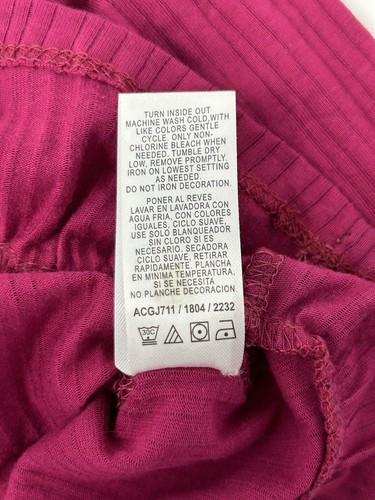 TURN INSIDE OUT
MACHINE WASH COLD,WITH
LIKE COLORS GENTLE
CYCLE. ONLY NON-
CHLORINE BLEACH WHEN
NEEDED. TUMBLE DRY
LOW, REMOVE PROMPTLY.
IRON ON LOWEST SETTING
AS NEEDED.
DO NOT IRON DECORATION.
PONER AL REVES
LAVAR EN LAVADORA CON
AGUA FRIA, CON COLORES
IGUALES, CICLO SUAVE.
USE SOLO BLANQUEADOR
SIN CLORO SI ES
NECESARIO. SECADORA
CICLO SUAVE, RETIRAR
RAPIDAMENTE. PLANCHA
EN MINIMA TEMPERATURA,
SI ES NECESARIO
NO PLANCHE DECORACION.
ACGJ711 / 1804 / 2232
30C